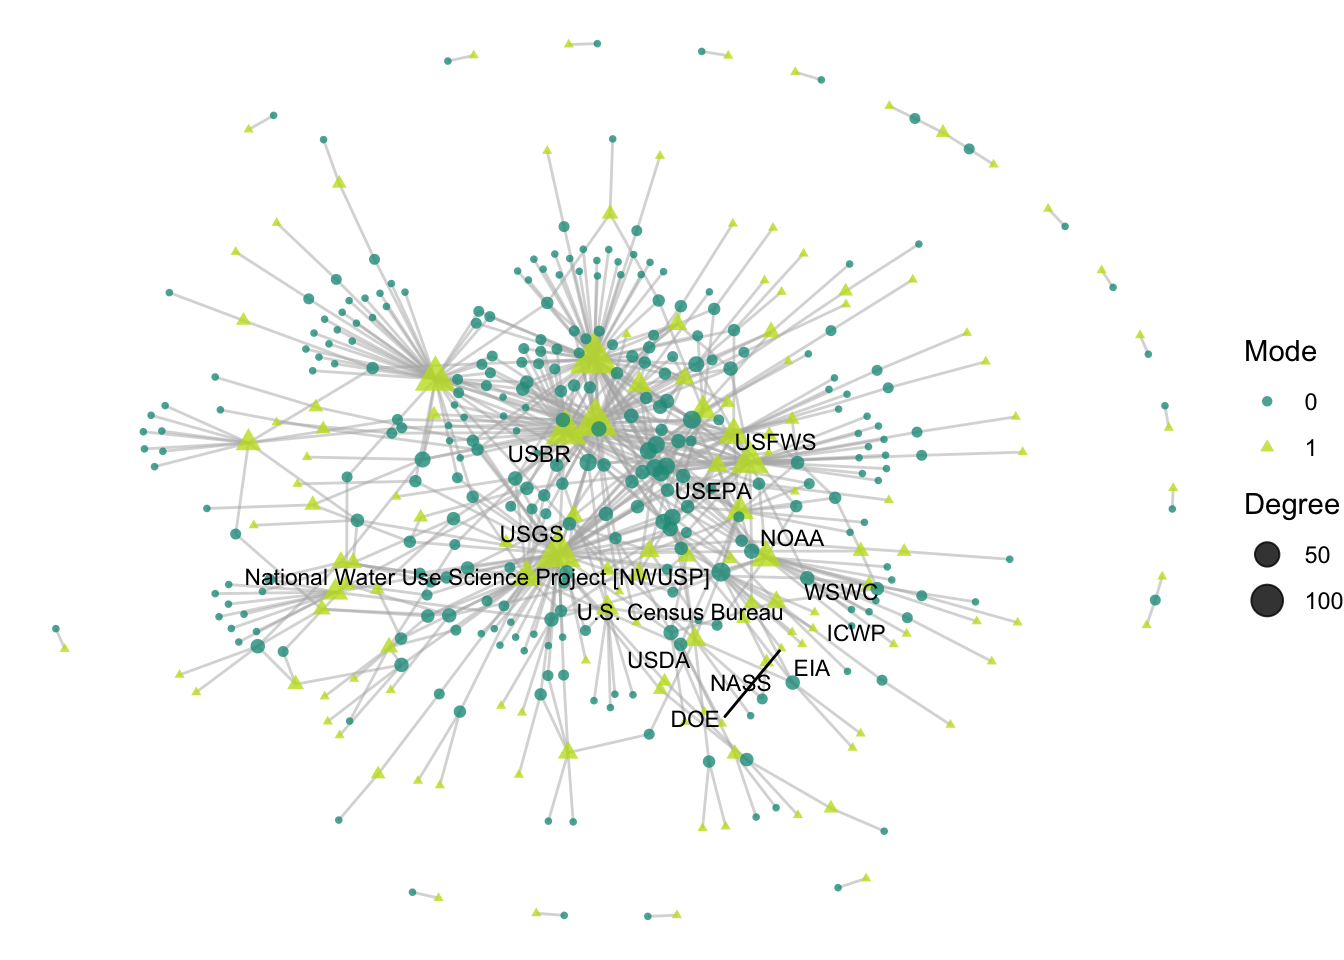 Mode
0
1
Degree
50
100
USFWS
USBR
USEPA
USGS
NOAA
National Water Use Science Project [NWUSP]
WSWC
U.S. Census Bureau
ICWP
USDA
EIA
NASS
DOE